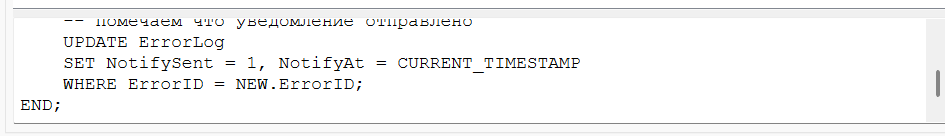 -- помечаем что уведомление отправлено
UPDATE ErrorLog
SET NotifySent = 1, NotifyAt = CURRENT_TIMESTAMP
WHERE ErrorID = NEW.ErrorID;
END;